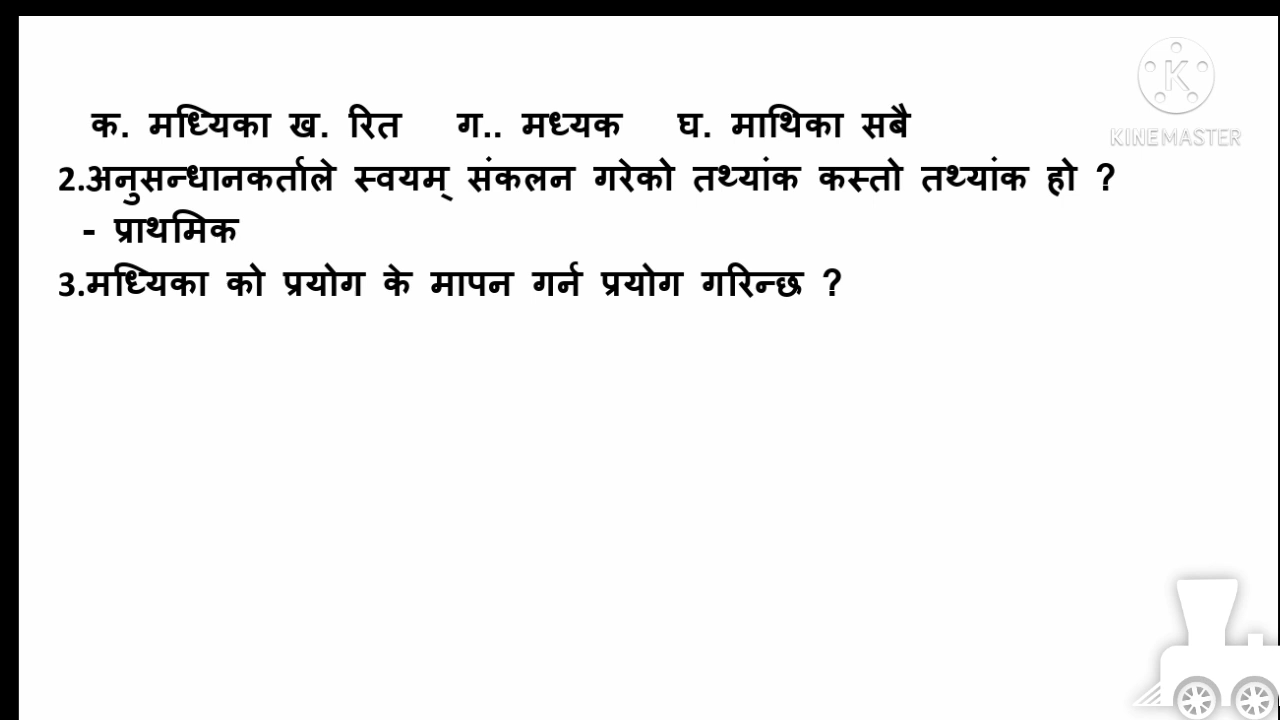 क. मध्यिका ख. रित ग.. मध्यक घ. माथिका सबै
2.अनुसन्धानकर्ताले स्वयम् संकलन गरेको तथ्यांक कस्तो तथ्यांक हो ?
- प्राथमिक
3.मध्यिका को प्रयोग के मापन गर्न प्रयोग गरिन्छ ?
K
KINEMASTER